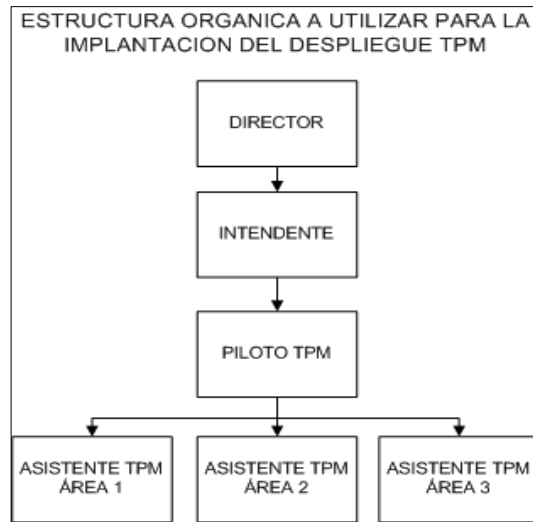 ESTRUCTURA ORGANICA A UTILIZAR PARA LA
IMPLANTACION DEL DESPLIEGUE TPM
DIRECTOR
INTENDENTE
PILOTO TPM
ASISTENTE TPM
ÁREA 1
ASISTENTE TPM
ÁREA 2
ASISTENTE TPM
ÁREA 3